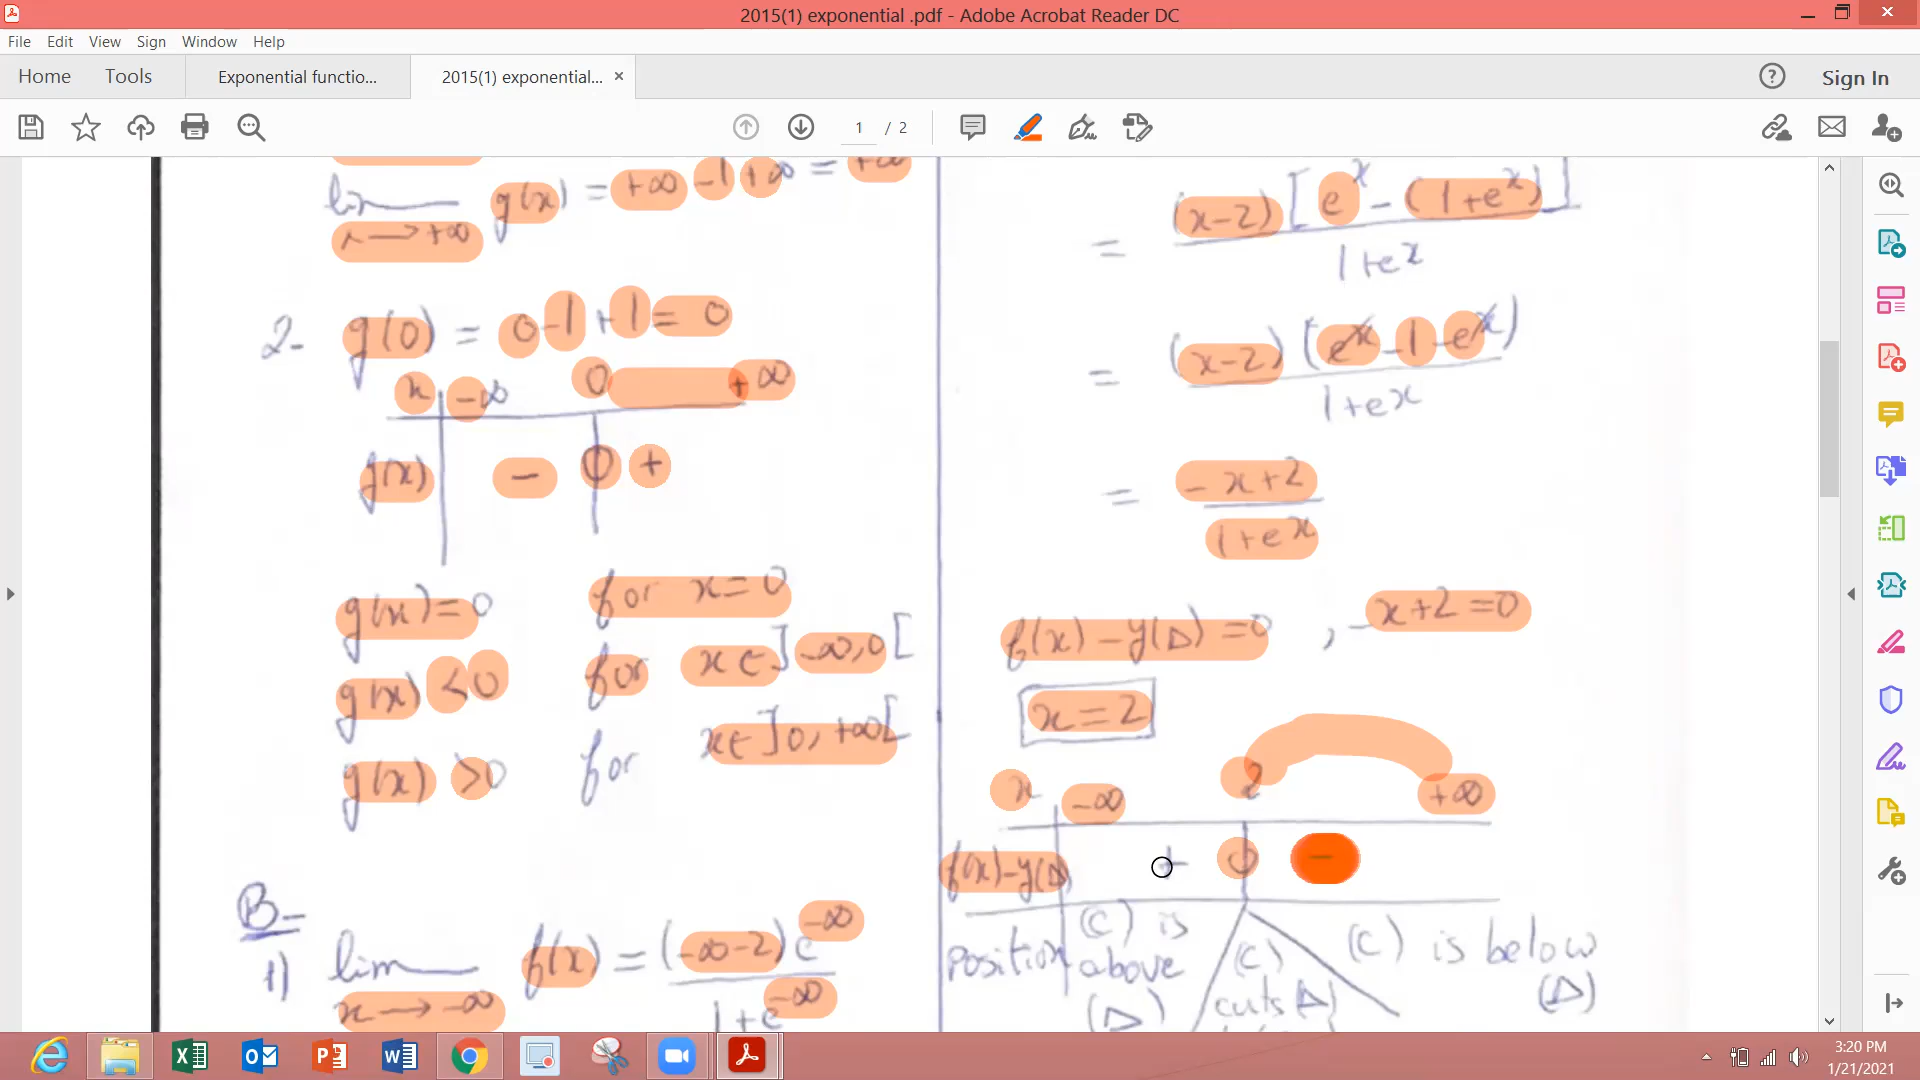 2015(1) exponential .pdf - Adobe Acrobat Reader DC
File Edit View Sign Window Help
Home Tools Exponential functio... 2015(1) exponential... × Sign In
1 / 2
lim g(x) = +∞ -1 +∞ = +∞
x → +∞
2- g(0) = 0 -1 +1 = 0
x -∞ 0 +∞
g(x) - 0 +
g(x) = 0 for x = 0
g(x) < 0 for x ∈ ]-∞, 0[
g(x) > 0 for x ∈ ]0, +∞[
B-
1) lim f(x) = (-∞-2) e^-∞
x → -∞ 1 + e^-∞
= (x-2) [e^x - (1+e^x)]
1+e^x
= (x-2) (e^x - 1 - e^x)
1+e^x
= -x+2
1+e^x
f(x) - y(Δ) = 0 , -x+2 = 0
x = 2
x -∞ 2 +∞
f(x)-y(Δ) + 0 -
position (C) is above (Δ) (C) cuts (Δ) (C) is below (Δ)
3:20 PM
1/21/2021